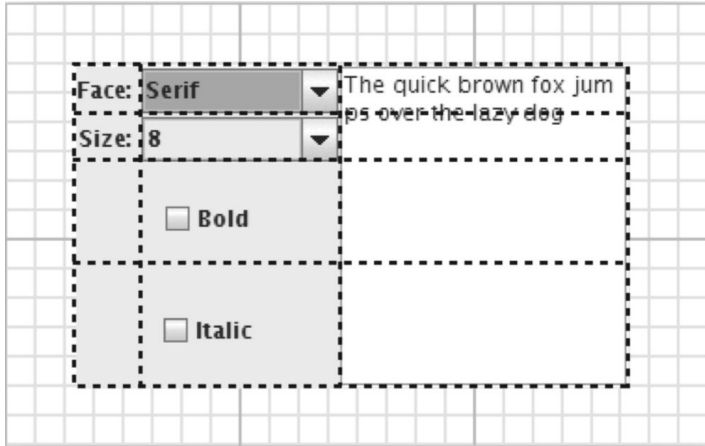 Face: Serif
The quick brown fox jum
ps over the lazy dog
Size: 8
Bold
Italic